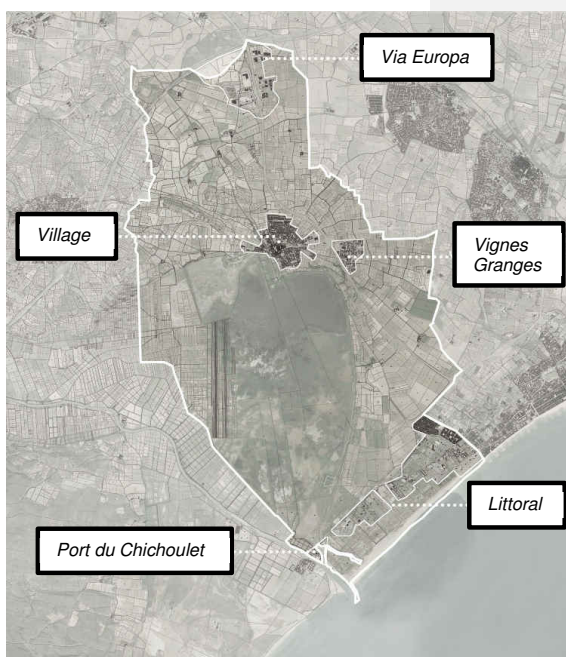 Via Europa
Village
Vignes
Granges
Littoral
Port du Chichoulet